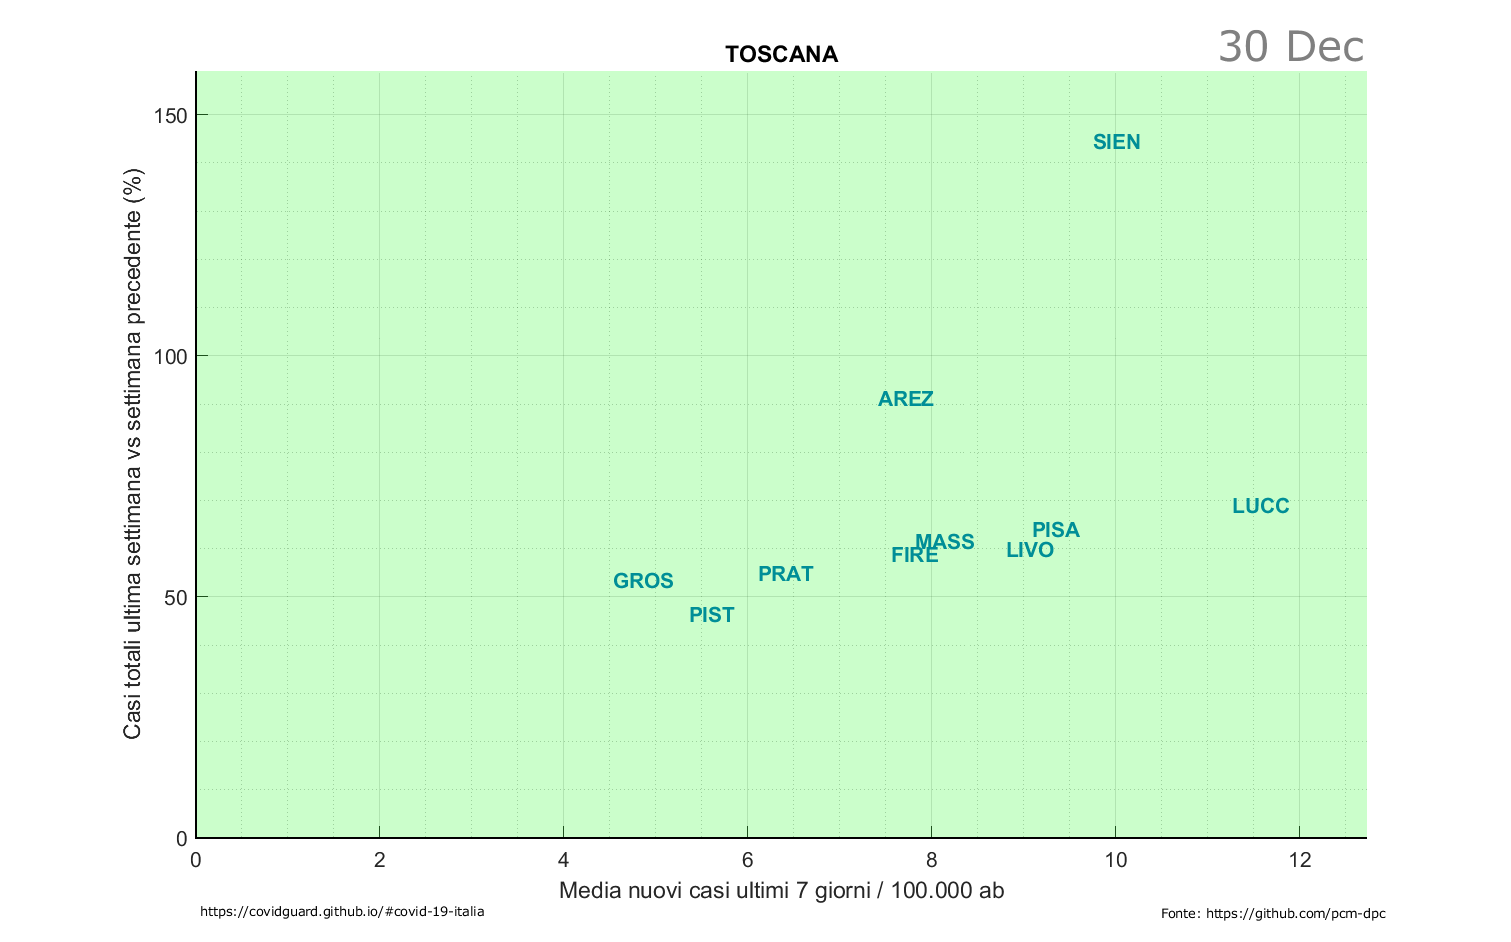 TOSCANA
30 Dec
150
100
50
0
Casi totali ultima settimana vs settimana precedente (%)
SIEN
AREZ
LUCC
PISA
MASS
LIVO
FIRE
PRAT
GROS
PIST
0 2 4 6 8 10 12
Media nuovi casi ultimi 7 giorni / 100.000 ab
https://covidguard.github.io/#covid-19-italia
Fonte: https://github.com/pcm-dpc